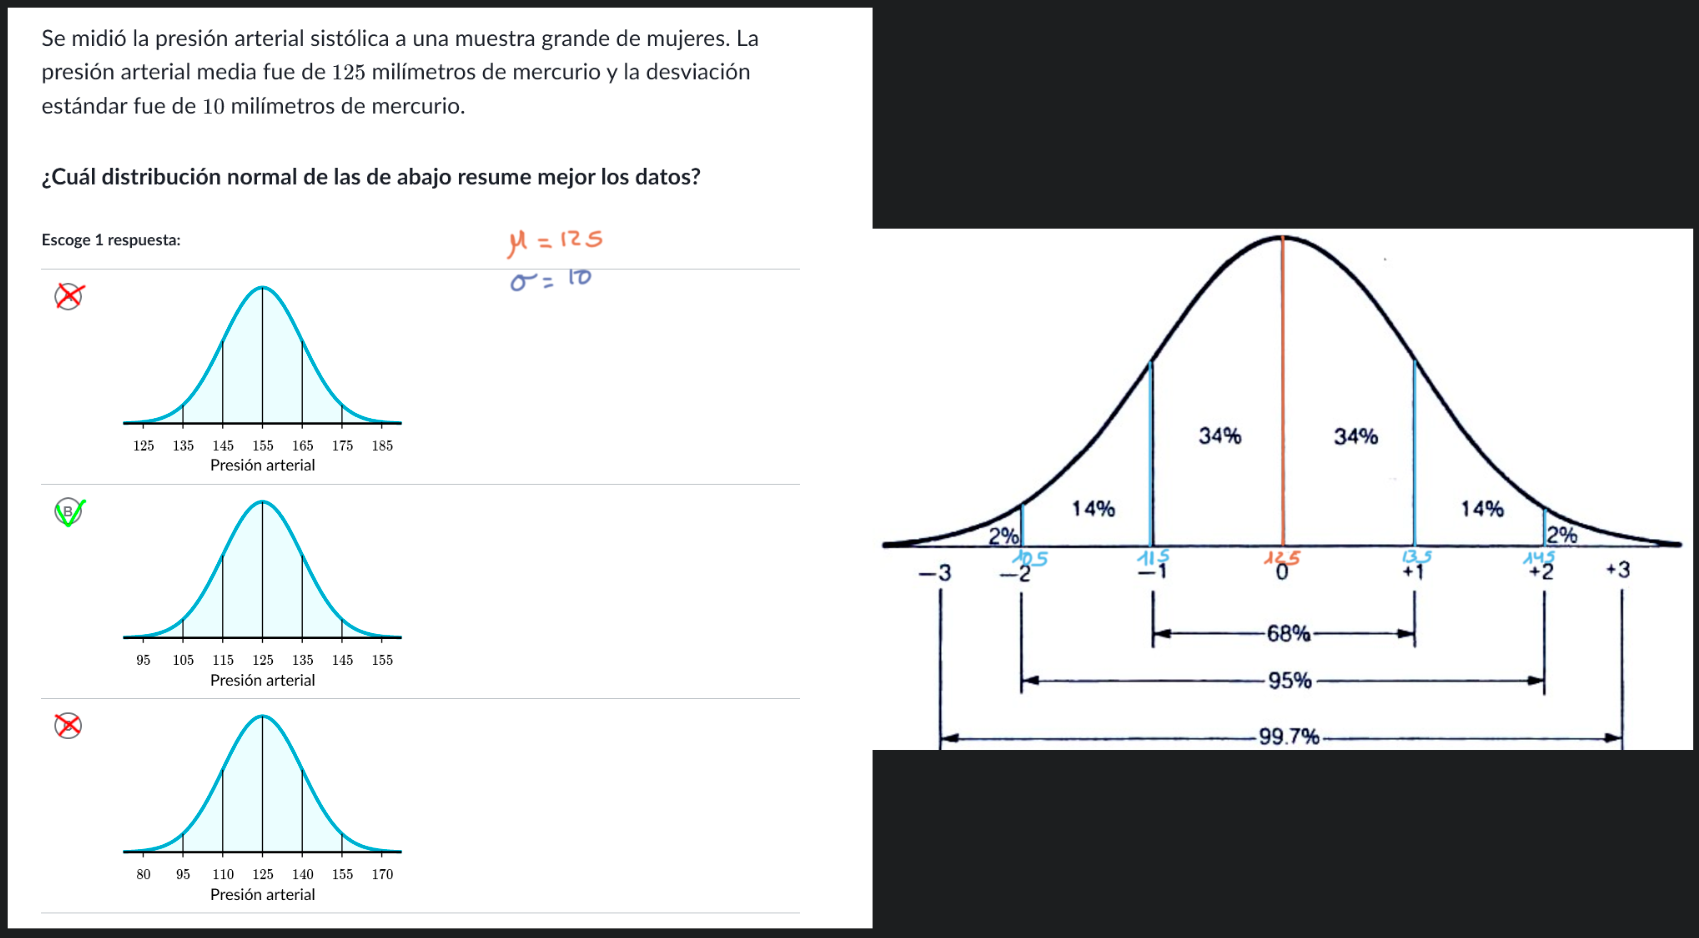 Se midió la presión arterial sistólica a una muestra grande de mujeres. La
presión arterial media fue de 125 milímetros de mercurio y la desviación
estándar fue de 10 milímetros de mercurio.
¿Cuál distribución normal de las de abajo resume mejor los datos?
Escoge 1 respuesta:
μ = 125
σ = 10
125 135 145 155 165 175 185
Presión arterial
B
95 105 115 125 135 145 155
Presión arterial
80 95 110 125 140 155 170
Presión arterial
34% 34%
14% 14%
2% 2%
105 115 125 135 145
−3 −2 −1 0 +1 +2 +3
68%
95%
99.7%